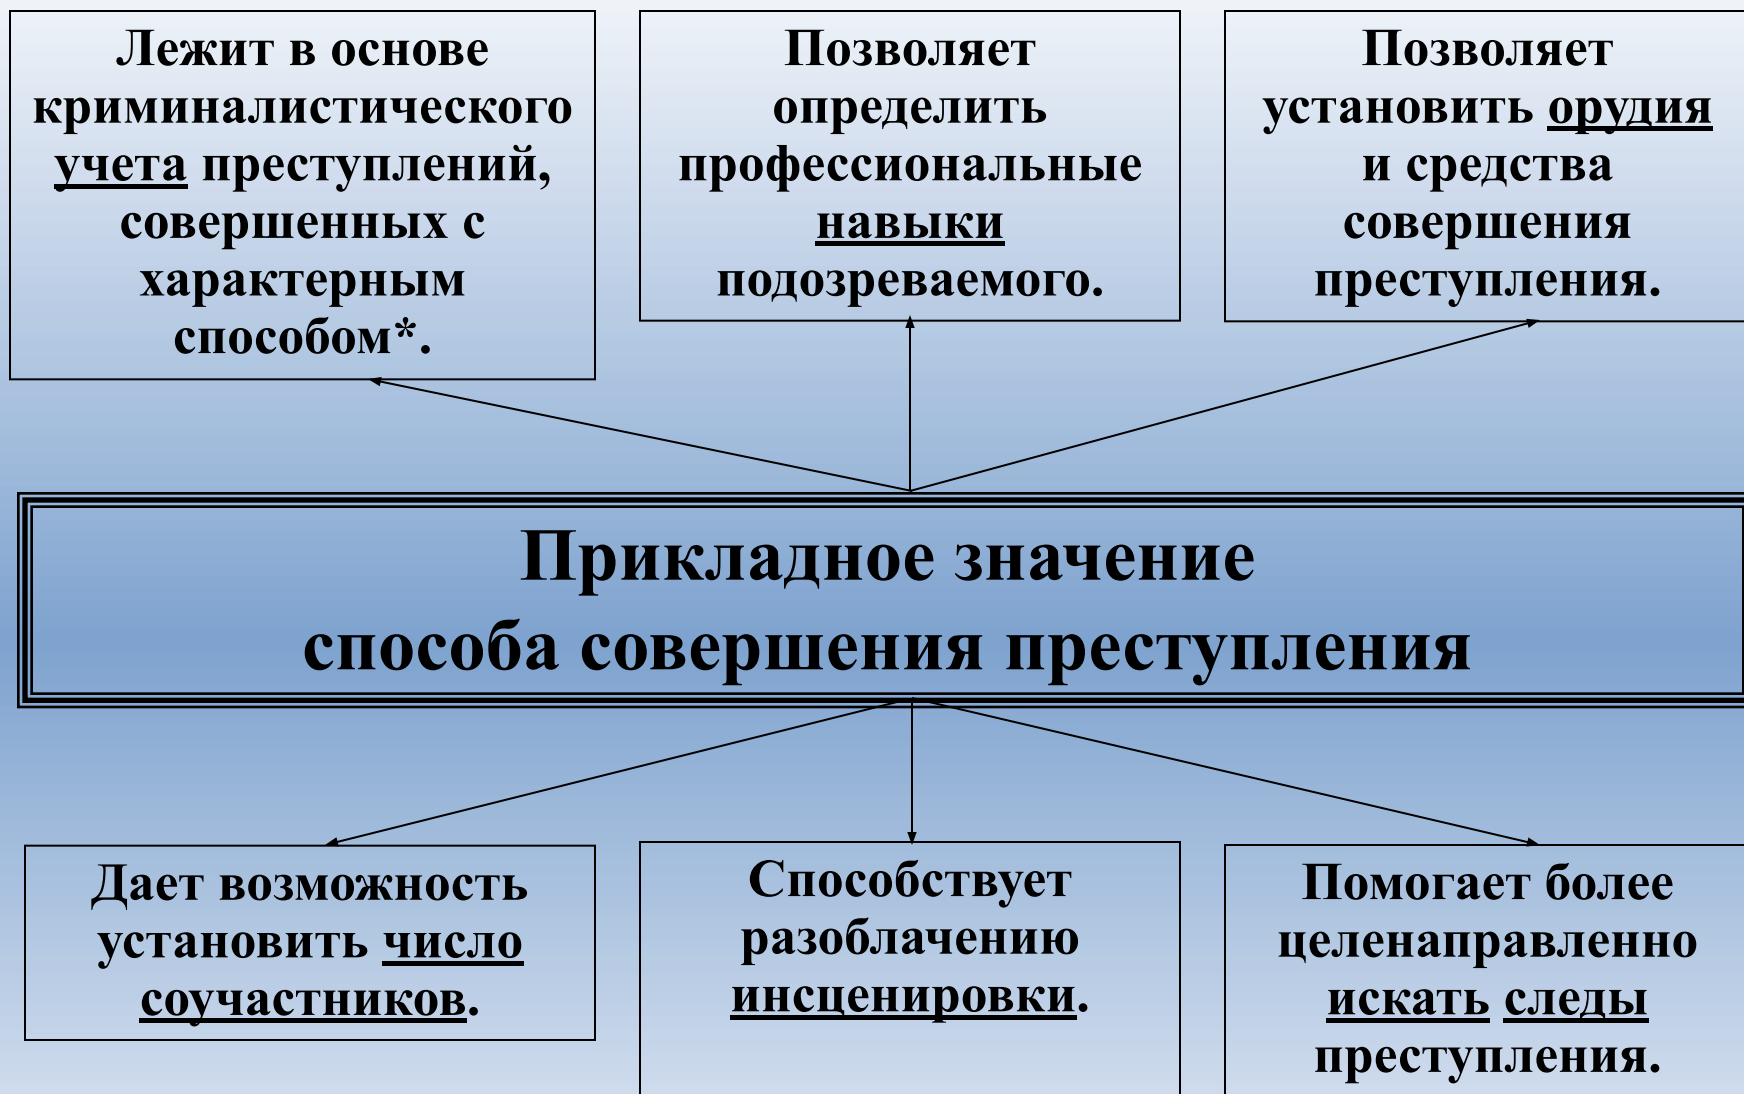 Лежит в основе
криминалистического
учета преступлений,
совершенных с
характерным
способом*.
Позволяет
определить
профессиональные
навыки
подозреваемого.
Позволяет
установить орудия
и средства
совершения
преступления.
Прикладное значение
способа совершения преступления
Дает возможность
установить число
соучастников.
Способствует
разоблачению
инсценировки.
Помогает более
целенаправленно
искать следы
преступления.